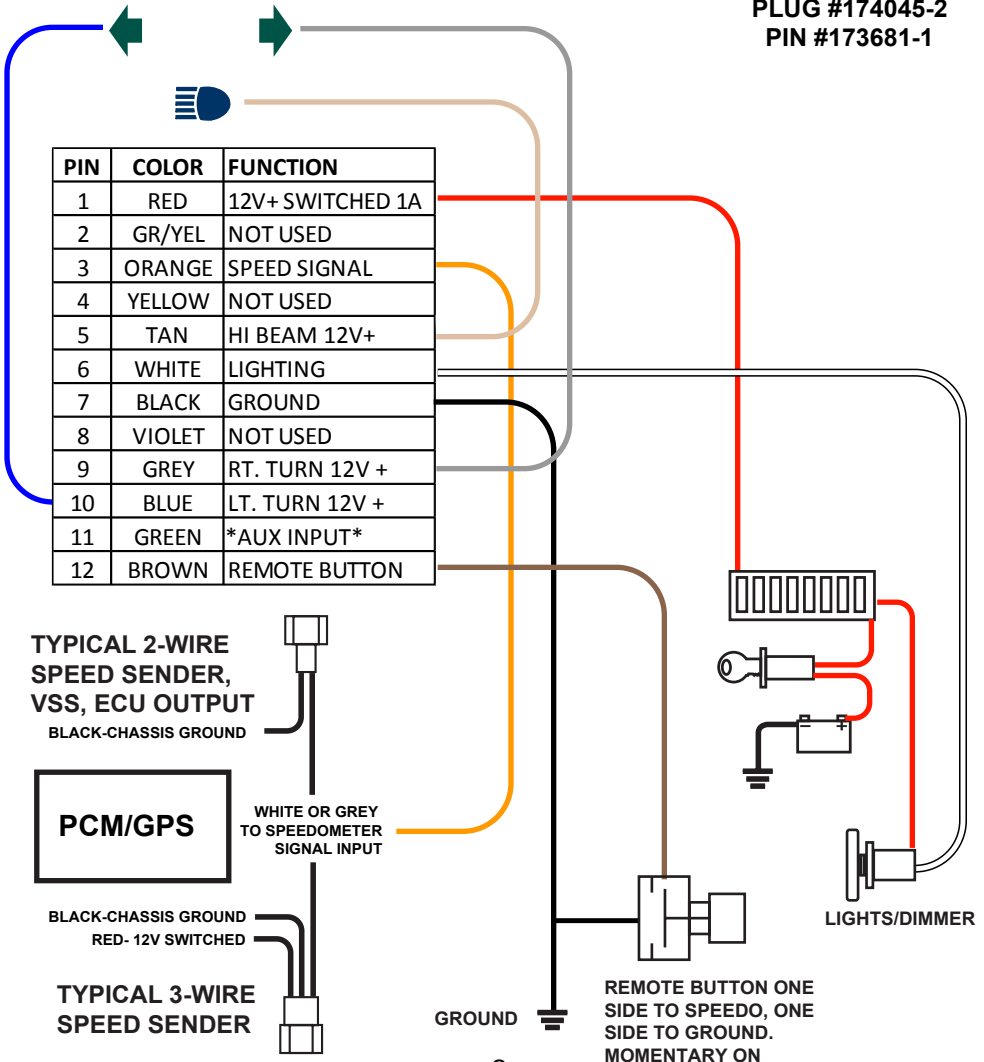 PLUG #174045-2
PIN #173681-1
PIN COLOR FUNCTION
1 RED 12V+ SWITCHED 1A
2 GR/YEL NOT USED
3 ORANGE SPEED SIGNAL
4 YELLOW NOT USED
5 TAN HI BEAM 12V+
6 WHITE LIGHTING
7 BLACK GROUND
8 VIOLET NOT USED
9 GREY RT. TURN 12V +
10 BLUE LT. TURN 12V +
11 GREEN *AUX INPUT*
12 BROWN REMOTE BUTTON
TYPICAL 2-WIRE
SPEED SENDER,
VSS, ECU OUTPUT
BLACK-CHASSIS GROUND
− +
PCM/GPS
WHITE OR GREY
TO SPEEDOMETER
SIGNAL INPUT
BLACK-CHASSIS GROUND
RED- 12V SWITCHED
TYPICAL 3-WIRE
SPEED SENDER
LIGHTS/DIMMER
GROUND
REMOTE BUTTON ONE
SIDE TO SPEEDO, ONE
SIDE TO GROUND.
MOMENTARY ON